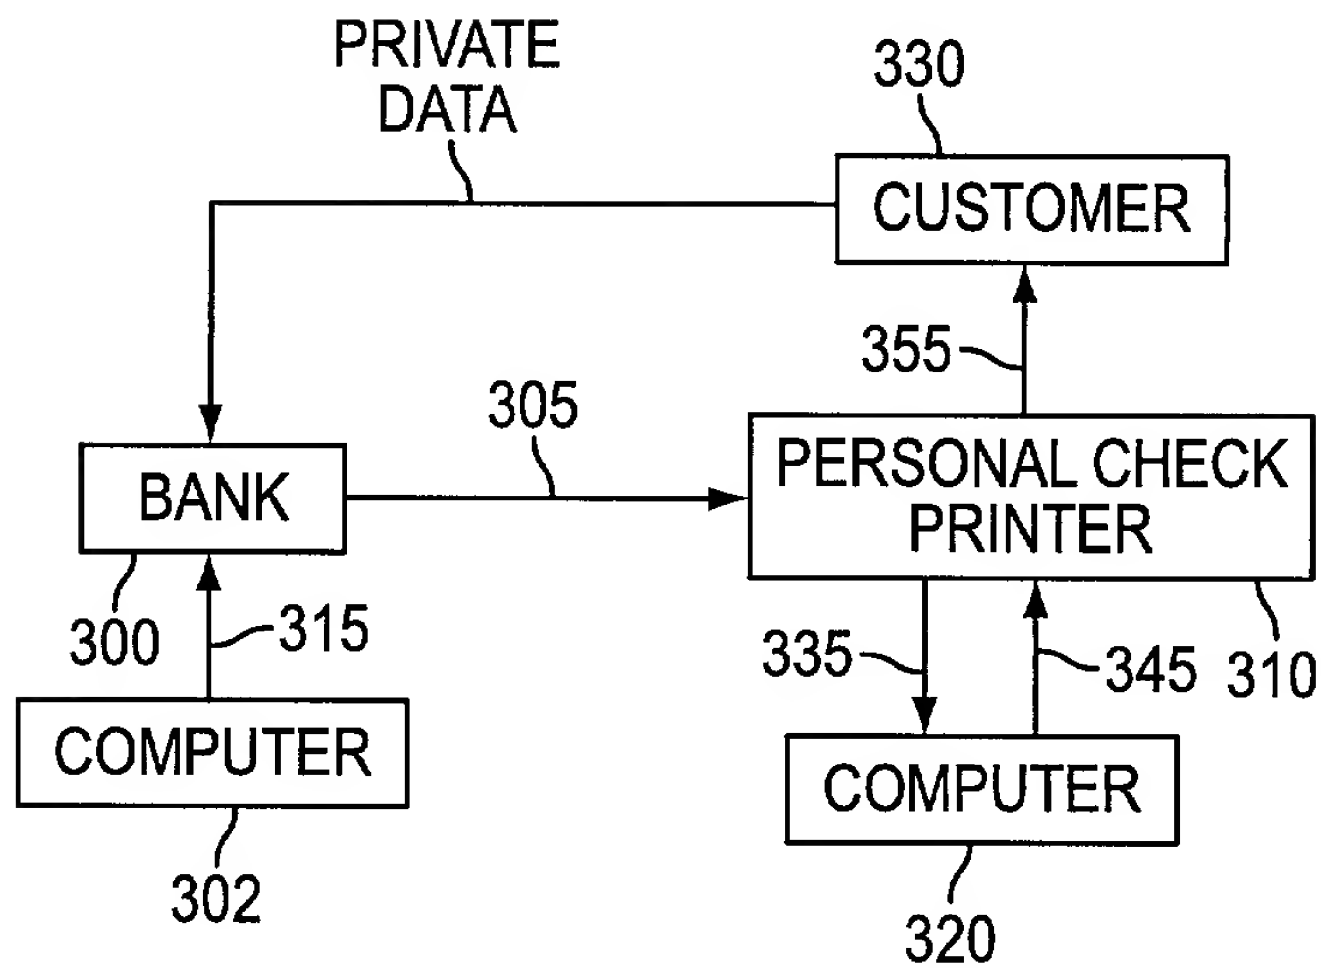 PRIVATE
DATA
330
CUSTOMER
355
305
PERSONAL CHECK
PRINTER
BANK
300
315
335
345
310
COMPUTER
302
COMPUTER
320